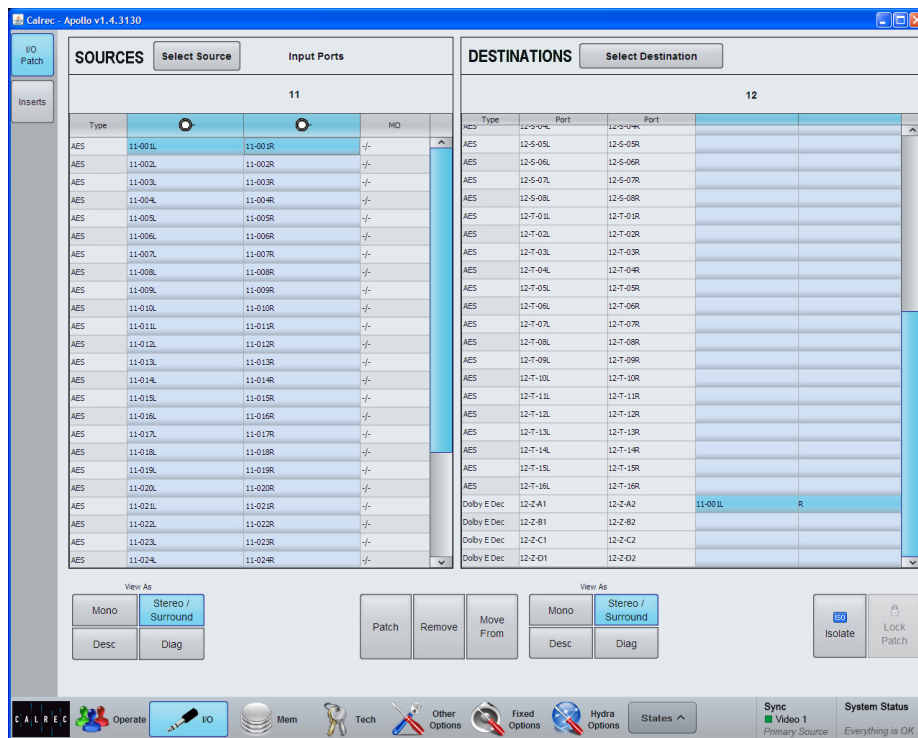 Calrec - Apollo v1.4.3130
I/O Patch
Inserts
SOURCES Select Source Input Ports
11
Type MO
AES 11-001L 11-001R -/-
AES 11-002L 11-002R -/-
AES 11-003L 11-003R -/-
AES 11-004L 11-004R -/-
AES 11-005L 11-005R -/-
AES 11-006L 11-006R -/-
AES 11-007L 11-007R -/-
AES 11-008L 11-008R -/-
AES 11-009L 11-009R -/-
AES 11-010L 11-010R -/-
AES 11-011L 11-011R -/-
AES 11-012L 11-012R -/-
AES 11-013L 11-013R -/-
AES 11-014L 11-014R -/-
AES 11-015L 11-015R -/-
AES 11-016L 11-016R -/-
AES 11-017L 11-017R -/-
AES 11-018L 11-018R -/-
AES 11-019L 11-019R -/-
AES 11-020L 11-020R -/-
AES 11-021L 11-021R -/-
AES 11-022L 11-022R -/-
AES 11-023L 11-023R -/-
AES 11-024L 11-024R -/-
DESTINATIONS Select Destination
12
Type Port Port
AES 12-S-04L 12-S-04R
AES 12-S-05L 12-S-05R
AES 12-S-06L 12-S-06R
AES 12-S-07L 12-S-07R
AES 12-S-08L 12-S-08R
AES 12-T-01L 12-T-01R
AES 12-T-02L 12-T-02R
AES 12-T-03L 12-T-03R
AES 12-T-04L 12-T-04R
AES 12-T-05L 12-T-05R
AES 12-T-06L 12-T-06R
AES 12-T-07L 12-T-07R
AES 12-T-08L 12-T-08R
AES 12-T-09L 12-T-09R
AES 12-T-10L 12-T-10R
AES 12-T-11L 12-T-11R
AES 12-T-12L 12-T-12R
AES 12-T-13L 12-T-13R
AES 12-T-14L 12-T-14R
AES 12-T-15L 12-T-15R
AES 12-T-16L 12-T-16R
Dolby E Dec 12-Z-A1 12-Z-A2 11-001L R
Dolby E Dec 12-Z-B1 12-Z-B2
Dolby E Dec 12-Z-C1 12-Z-C2
Dolby E Dec 12-Z-D1 12-Z-D2
View As
Mono Stereo / Surround
Desc Diag
Patch Remove Move From
View As
Mono Stereo / Surround
Desc Diag
ISO
Isolate
Lock Patch
CALREC Operate I/O Mem Tech Other Options Fixed Options Hydra Options States
Sync
Video 1
Primary Source
System Status
Everything is OK